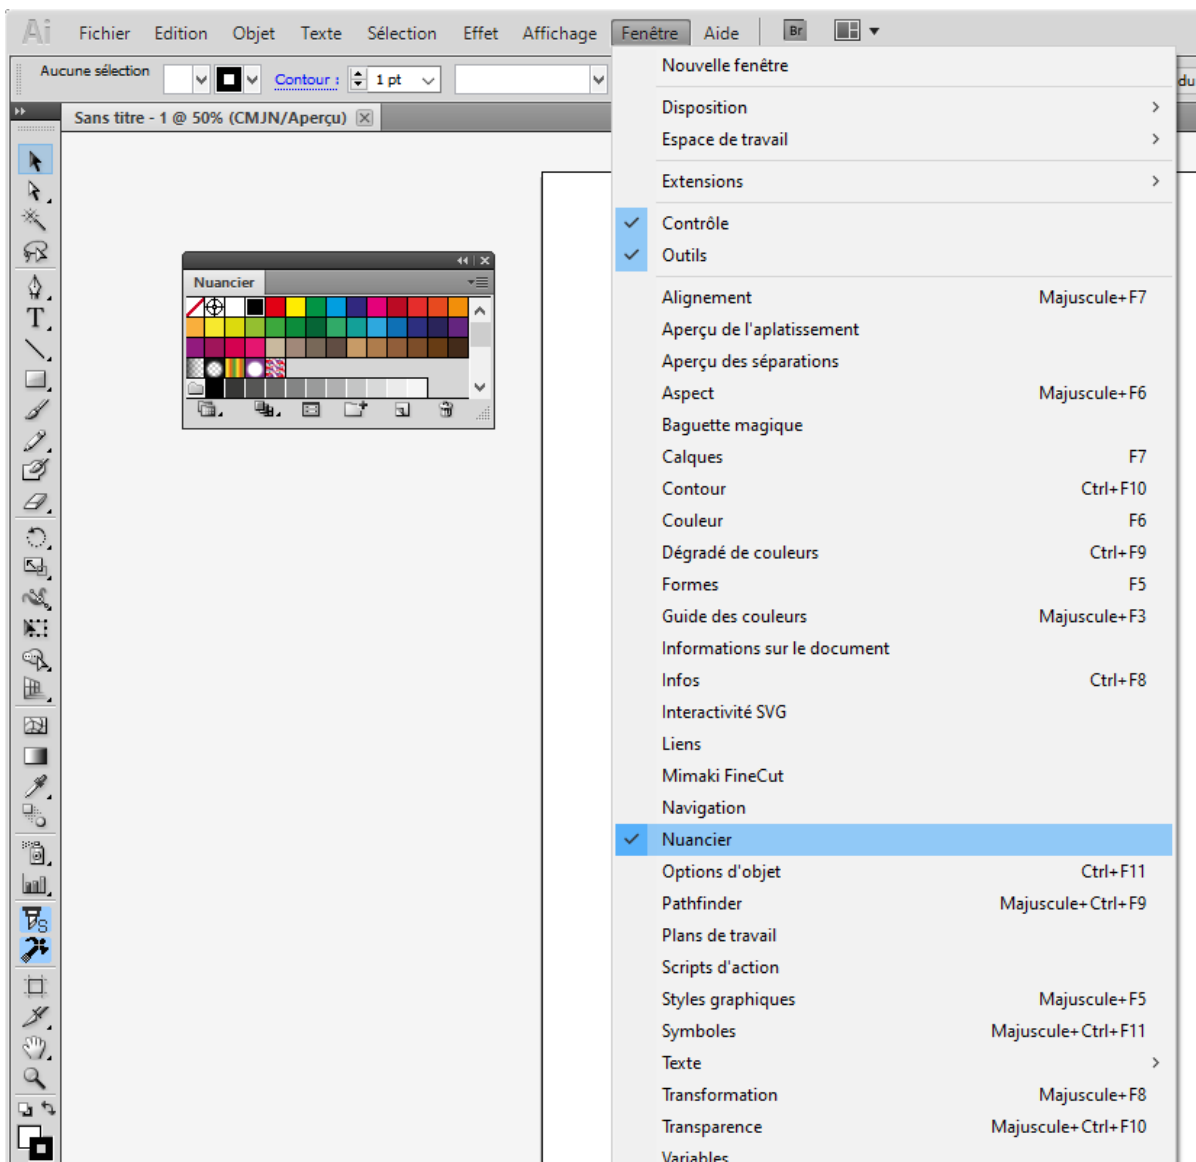 Ai Fichier Edition Objet Texte Sélection Effet Affichage Fenêtre Aide Br
Aucune sélection Contour : 1 pt du
Sans titre - 1 @ 50% (CMJN/Aperçu)
Nuancier
Nouvelle fenêtre
Disposition
Espace de travail
Extensions
Contrôle
Outils
Alignement Majuscule+F7
Aperçu de l'aplatissement
Aperçu des séparations
Aspect Majuscule+F6
Baguette magique
Calques F7
Contour Ctrl+F10
Couleur F6
Dégradé de couleurs Ctrl+F9
Formes F5
Guide des couleurs Majuscule+F3
Informations sur le document
Infos Ctrl+F8
Interactivité SVG
Liens
Mimaki FineCut
Navigation
Nuancier
Options d'objet Ctrl+F11
Pathfinder Majuscule+Ctrl+F9
Plans de travail
Scripts d'action
Styles graphiques Majuscule+F5
Symboles Majuscule+Ctrl+F11
Texte
Transformation Majuscule+F8
Transparence Majuscule+Ctrl+F10
Variables